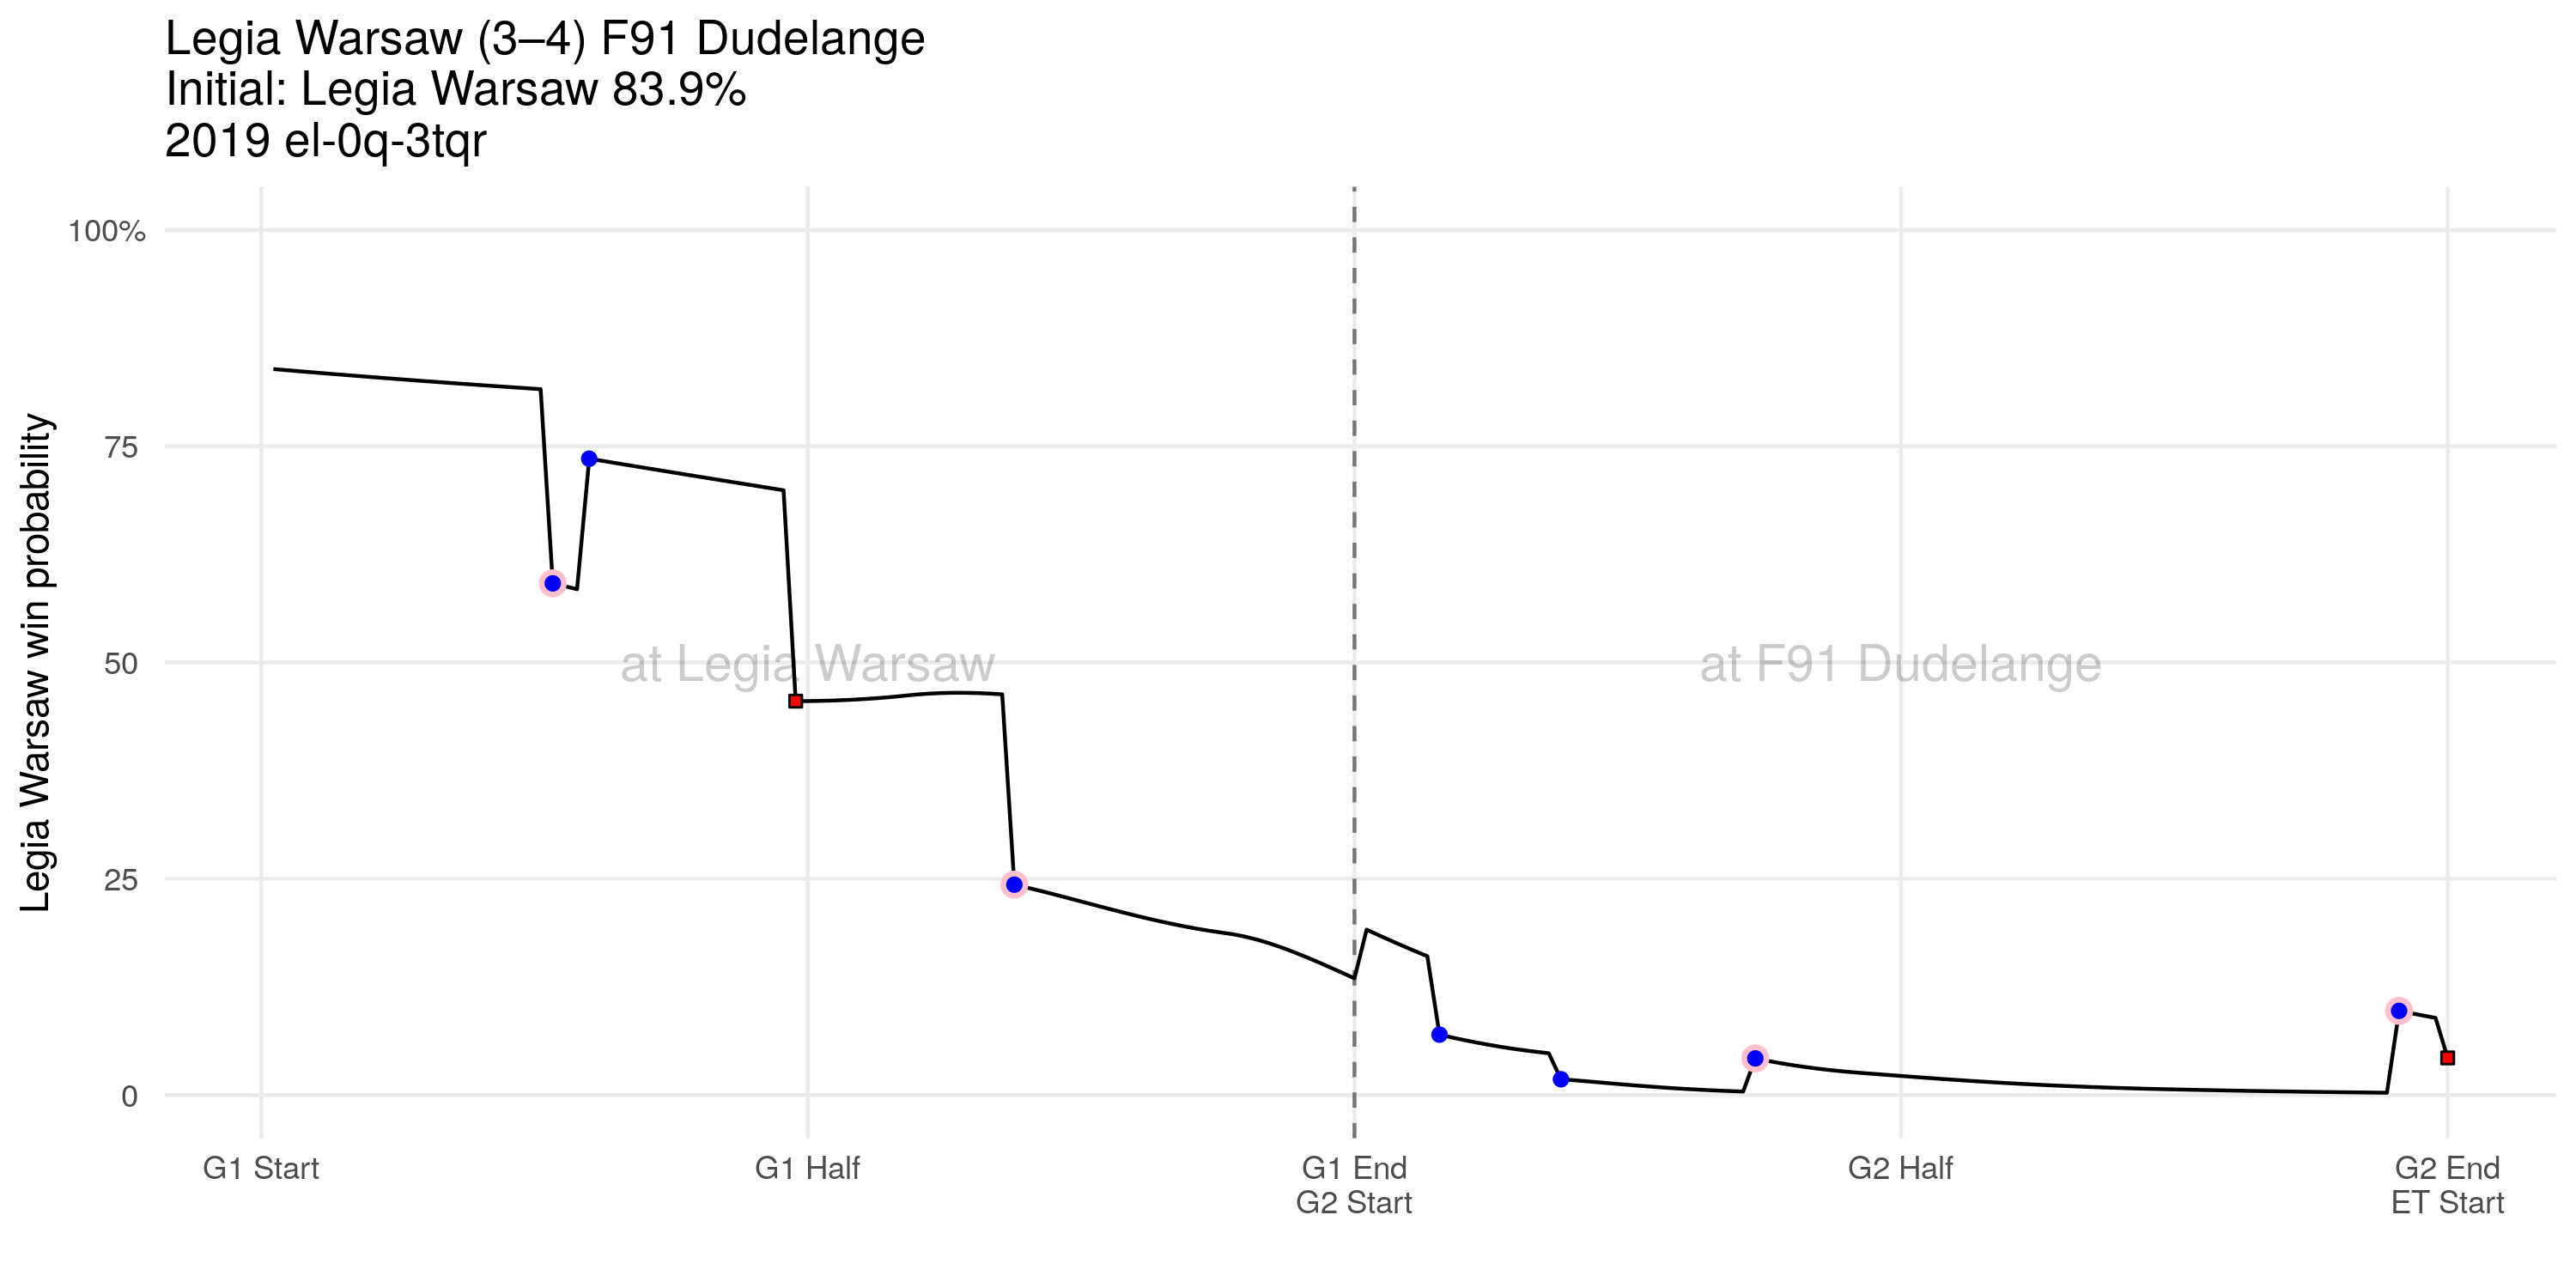 Legia Warsaw (3–4) F91 Dudelange
Initial: Legia Warsaw 83.9%
2019 el-0q-3tqr
Legia Warsaw win probability
100%
75
50
25
0
at Legia Warsaw
at F91 Dudelange
G1 Start
G1 Half
G1 End
G2 Start
G2 Half
G2 End
ET Start